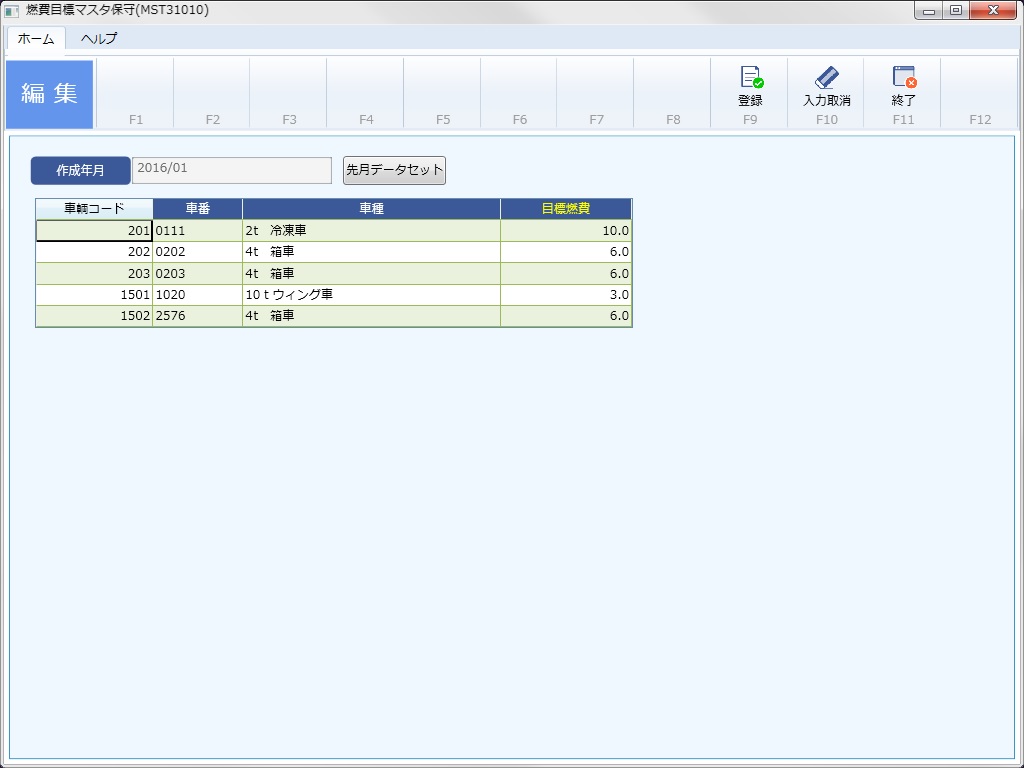 燃費目標マスタ保守(MST31010)
ホーム ヘルプ
編集
登録 入力取消 終了
F1 F2 F3 F4 F5 F6 F7 F8 F9 F10 F11 F12
作成年月 2016/01 先月データセット
車輌コード 車番 車種 目標燃費
201 0111 2t 冷凍車 10.0
202 0202 4t 箱車 6.0
203 0203 4t 箱車 6.0
1501 1020 10ｔウィング車 3.0
1502 2576 4t 箱車 6.0